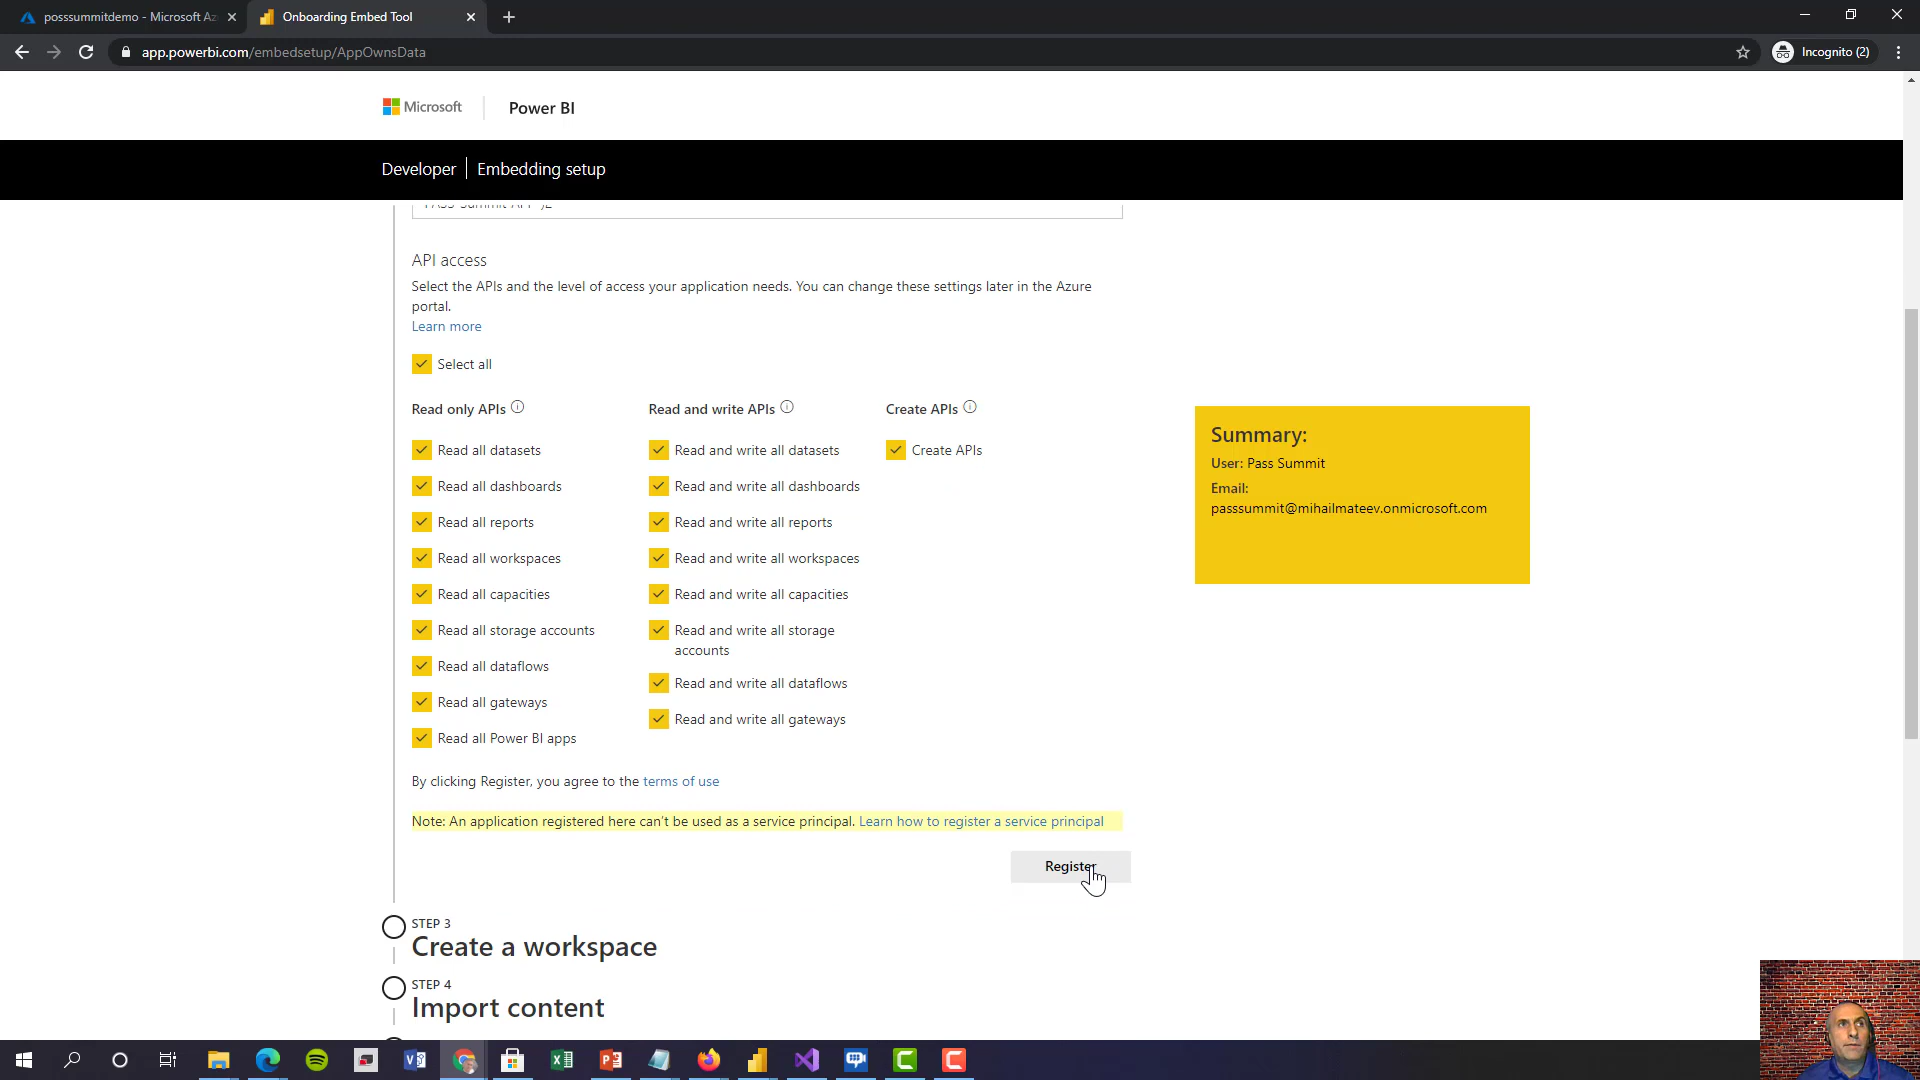 posssummitdemo - Microsoft Az
Onboarding Embed Tool
app.powerbi.com/embedsetup/AppOwnsData
Incognito (2)
Microsoft
Power BI
Developer
Embedding setup
API access
Select the APIs and the level of access your application needs. You can change these settings later in the Azure
portal.
Learn more
Select all
Read only APIs
Read and write APIs
Create APIs
Read all datasets
Read and write all datasets
Create APIs
Read all dashboards
Read and write all dashboards
Read all reports
Read and write all reports
Read all workspaces
Read and write all workspaces
Read all capacities
Read and write all capacities
Read all storage accounts
Read and write all storage
accounts
Read all dataflows
Read and write all dataflows
Read all gateways
Read and write all gateways
Read all Power BI apps
Summary:
User: Pass Summit
Email:
passsummit@mihailmateev.onmicrosoft.com
By clicking Register, you agree to the terms of use
Note: An application registered here can't be used as a service principal. Learn how to register a service principal
Register
STEP 3
Create a workspace
STEP 4
Import content